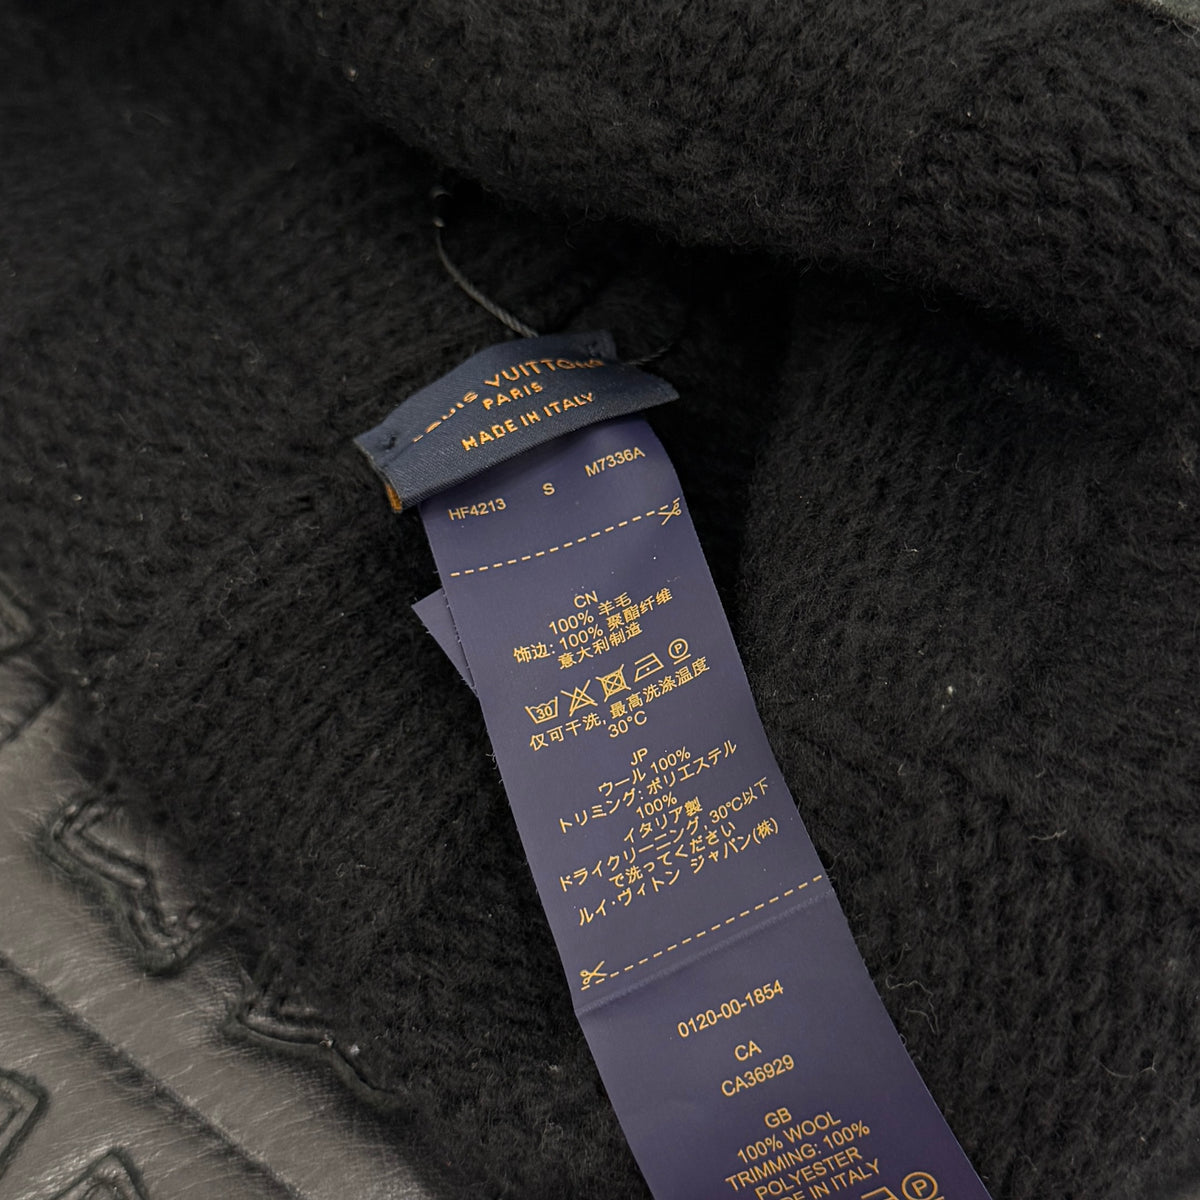 LOUIS VUITTON
PARIS
MADE IN ITALY
HF4213 S M7336A
CN
100% 羊毛
饰边: 100% 聚酯纤维
意大利制造
30 P
仅可干洗, 最高洗涤温度
30°C
JP
ウール 100%
トリミング: ポリエステル
100%
イタリア製
ドライクリーニング, 30°C以下
で洗ってください
ルイ・ヴィトン ジャパン(株)
0120-00-1854
CA
CA36929
GB
100% WOOL
TRIMMING: 100%
POLYESTER
IN ITALY
P